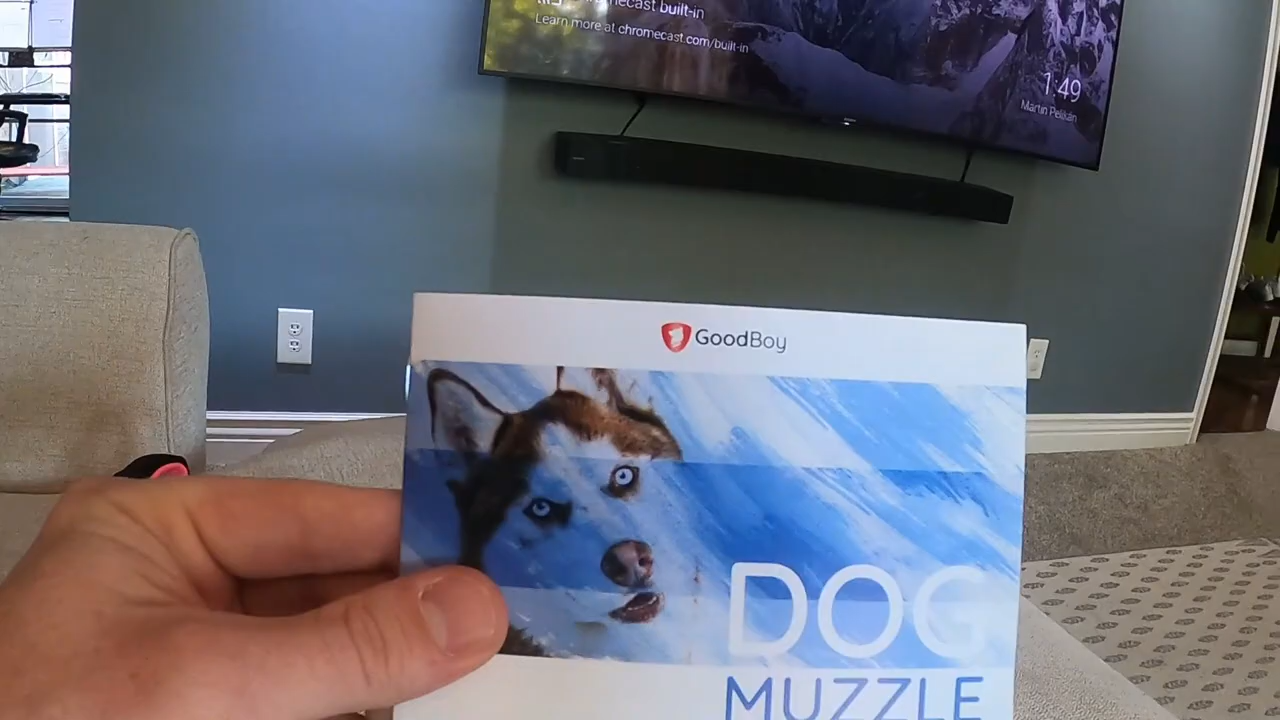 mecast built-in
Learn more at chromecast.com/built-in
1:49
Martin Pelikan
GoodBoy
DOG
MUZZLE